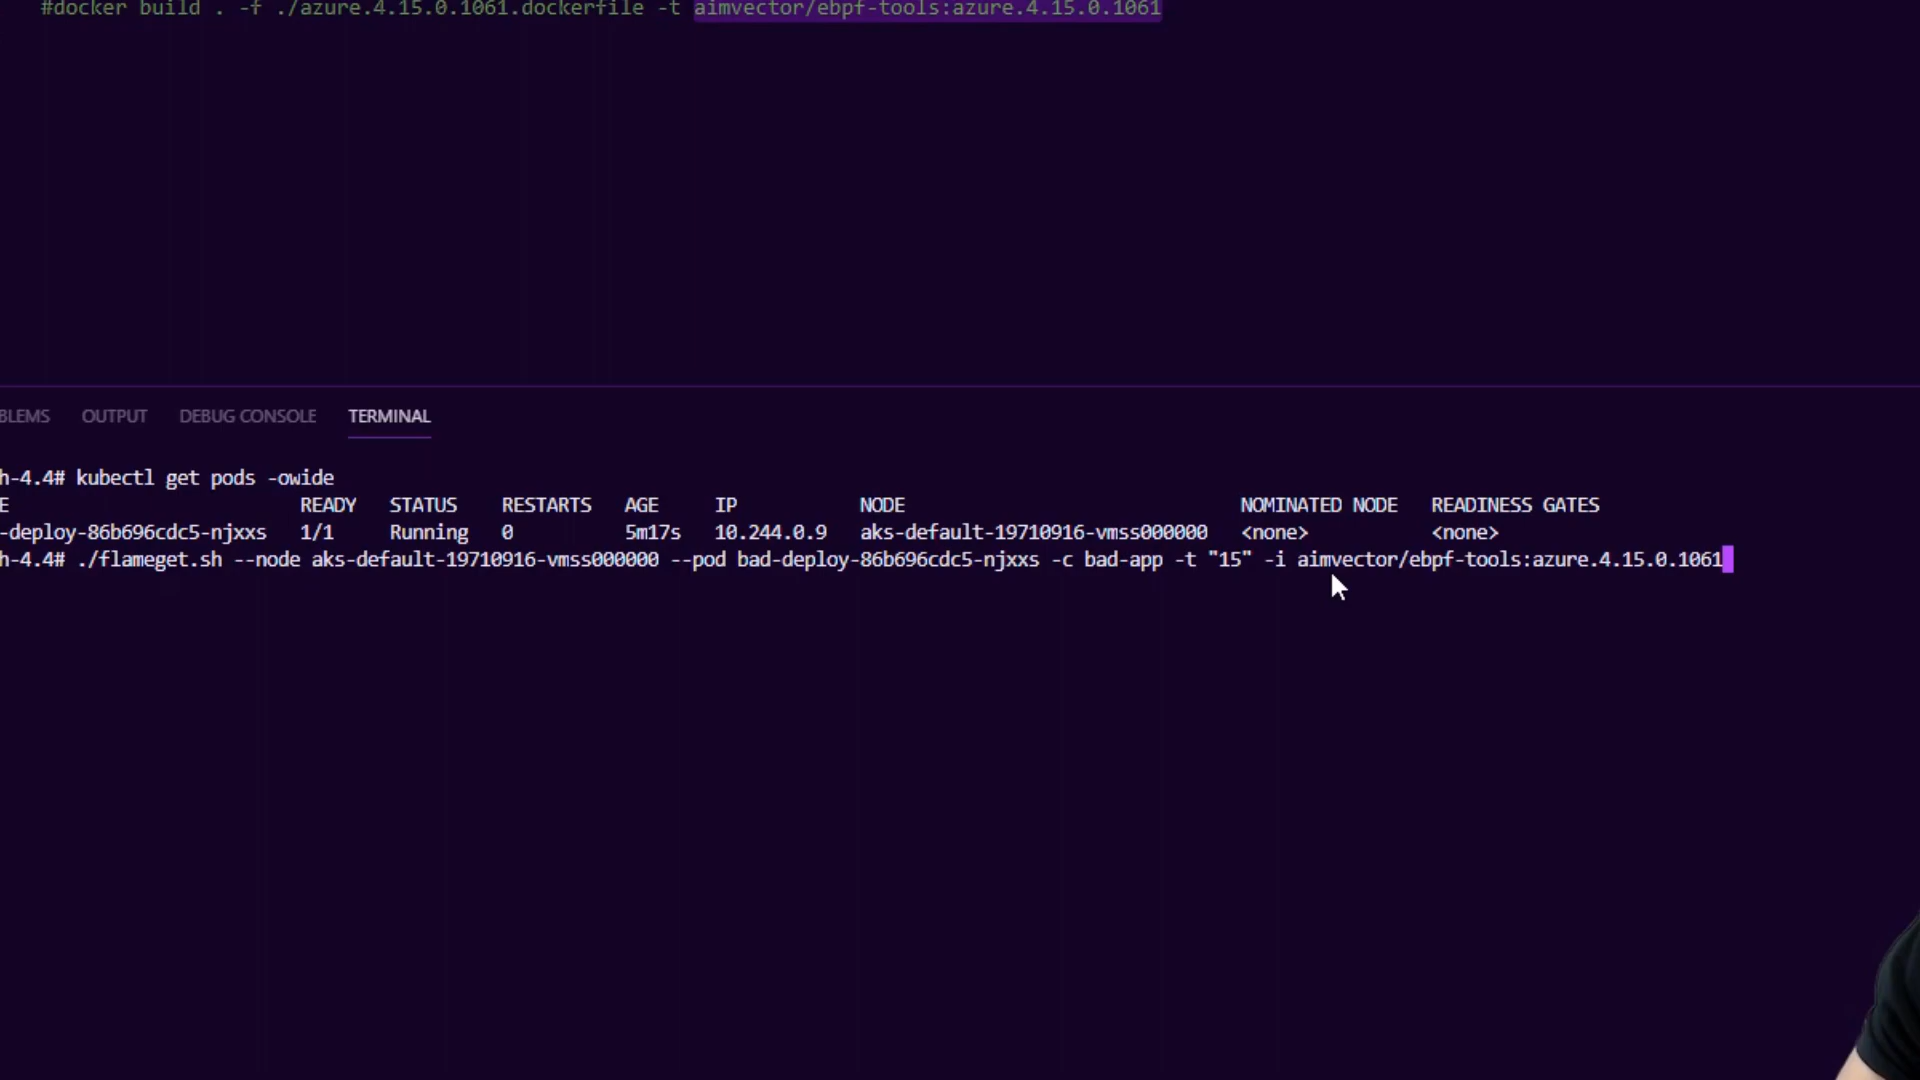 #docker build . -f ./azure.4.15.0.1061.dockerfile -t aimvector/ebpf-tools:azure.4.15.0.1061
BLEMS OUTPUT DEBUG CONSOLE TERMINAL
h-4.4# kubectl get pods -owide
E READY STATUS RESTARTS AGE IP NODE NOMINATED NODE READINESS GATES
-deploy-86b696cdc5-njxxs 1/1 Running 0 5m17s 10.244.0.9 aks-default-19710916-vmss000000 <none> <none>
h-4.4# ./flameget.sh --node aks-default-19710916-vmss000000 --pod bad-deploy-86b696cdc5-njxxs -c bad-app -t "15" -i aimvector/ebpf-tools:azure.4.15.0.1061